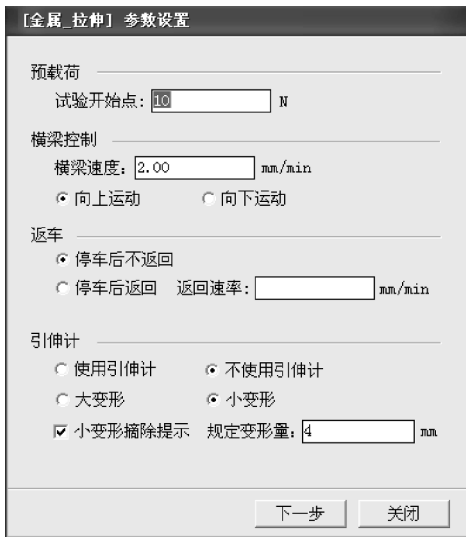 [金属_拉伸] 参数设置
预载荷
试验开始点: 10 N
横梁控制
横梁速度: 2.00 mm/min
向上运动 向下运动
返车
停车后不返回
停车后返回 返回速率: mm/min
引伸计
使用引伸计 不使用引伸计
大变形 小变形
小变形摘除提示 规定变形量: 4 mm
下一步 关闭